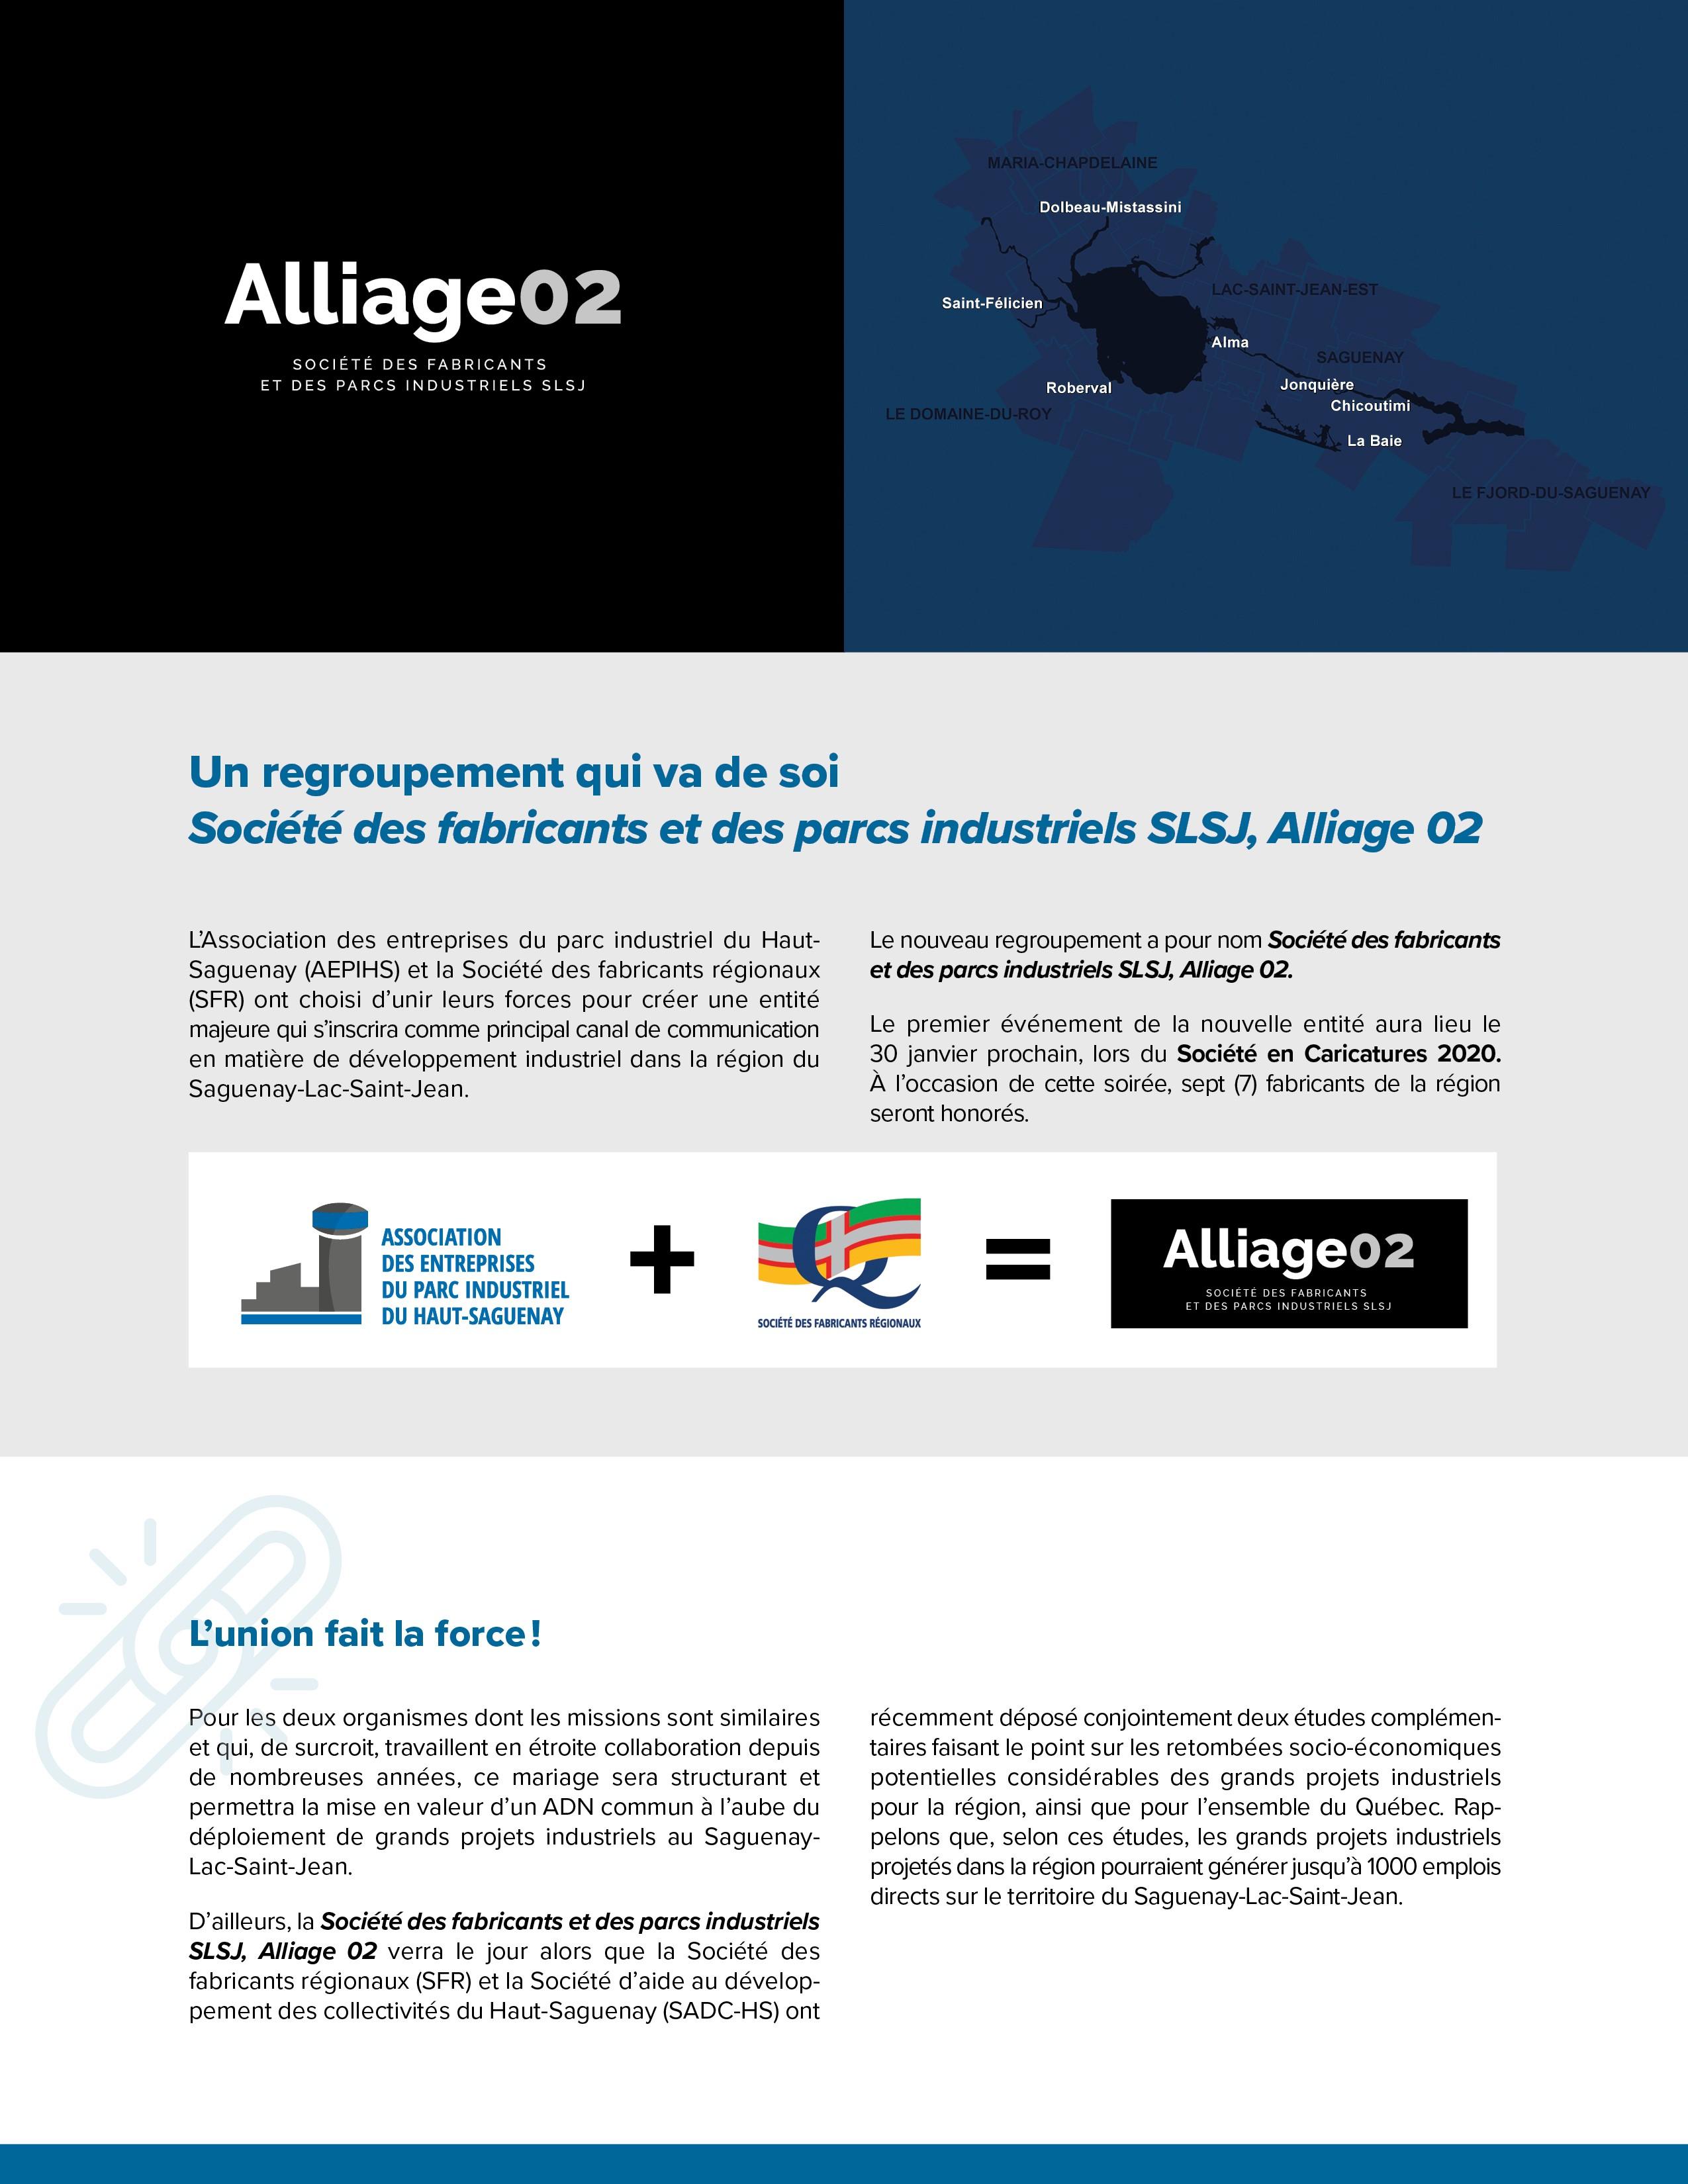 Alliage02
SOCIÉTÉ DES FABRICANTS
ET DES PARCS INDUSTRIELS SLSJ
MARIA-CHAPDELAINE
Dolbeau-Mistassini
LAC-SAINT-JEAN-EST
Saint-Félicien
Alma
SAGUENAY
Jonquière
Roberval
Chicoutimi
LE DOMAINE-DU-ROY
La Baie
LE FJORD-DU-SAGUENAY
Un regroupement qui va de soi
Société des fabricants et des parcs industriels SLSJ, Alliage 02
L’Association des entreprises du parc industriel du Haut-
Saguenay (AEPIHS) et la Société des fabricants régionaux
(SFR) ont choisi d’unir leurs forces pour créer une entité
majeure qui s’inscrira comme principal canal de communication
en matière de développement industriel dans la région du
Saguenay-Lac-Saint-Jean.
Le nouveau regroupement a pour nom Société des fabricants
et des parcs industriels SLSJ, Alliage 02.
Le premier événement de la nouvelle entité aura lieu le
30 janvier prochain, lors du Société en Caricatures 2020.
À l’occasion de cette soirée, sept (7) fabricants de la région
seront honorés.
ASSOCIATION
DES ENTREPRISES
DU PARC INDUSTRIEL
DU HAUT-SAGUENAY
+
Q
SOCIÉTÉ DES FABRICANTS RÉGIONAUX
=
Alliage02
SOCIÉTÉ DES FABRICANTS
ET DES PARCS INDUSTRIELS SLSJ
L’union fait la force !
Pour les deux organismes dont les missions sont similaires
et qui, de surcroit, travaillent en étroite collaboration depuis
de nombreuses années, ce mariage sera structurant et
permettra la mise en valeur d’un ADN commun à l’aube du
déploiement de grands projets industriels au Saguenay-
Lac-Saint-Jean.
D’ailleurs, la Société des fabricants et des parcs industriels
SLSJ, Alliage 02 verra le jour alors que la Société des
fabricants régionaux (SFR) et la Société d’aide au dévelop-
pement des collectivités du Haut-Saguenay (SADC-HS) ont
récemment déposé conjointement deux études complémen-
taires faisant le point sur les retombées socio-économiques
potentielles considérables des grands projets industriels
pour la région, ainsi que pour l’ensemble du Québec. Rap-
pelons que, selon ces études, les grands projets industriels
projetés dans la région pourraient générer jusqu’à 1000 emplois
directs sur le territoire du Saguenay-Lac-Saint-Jean.